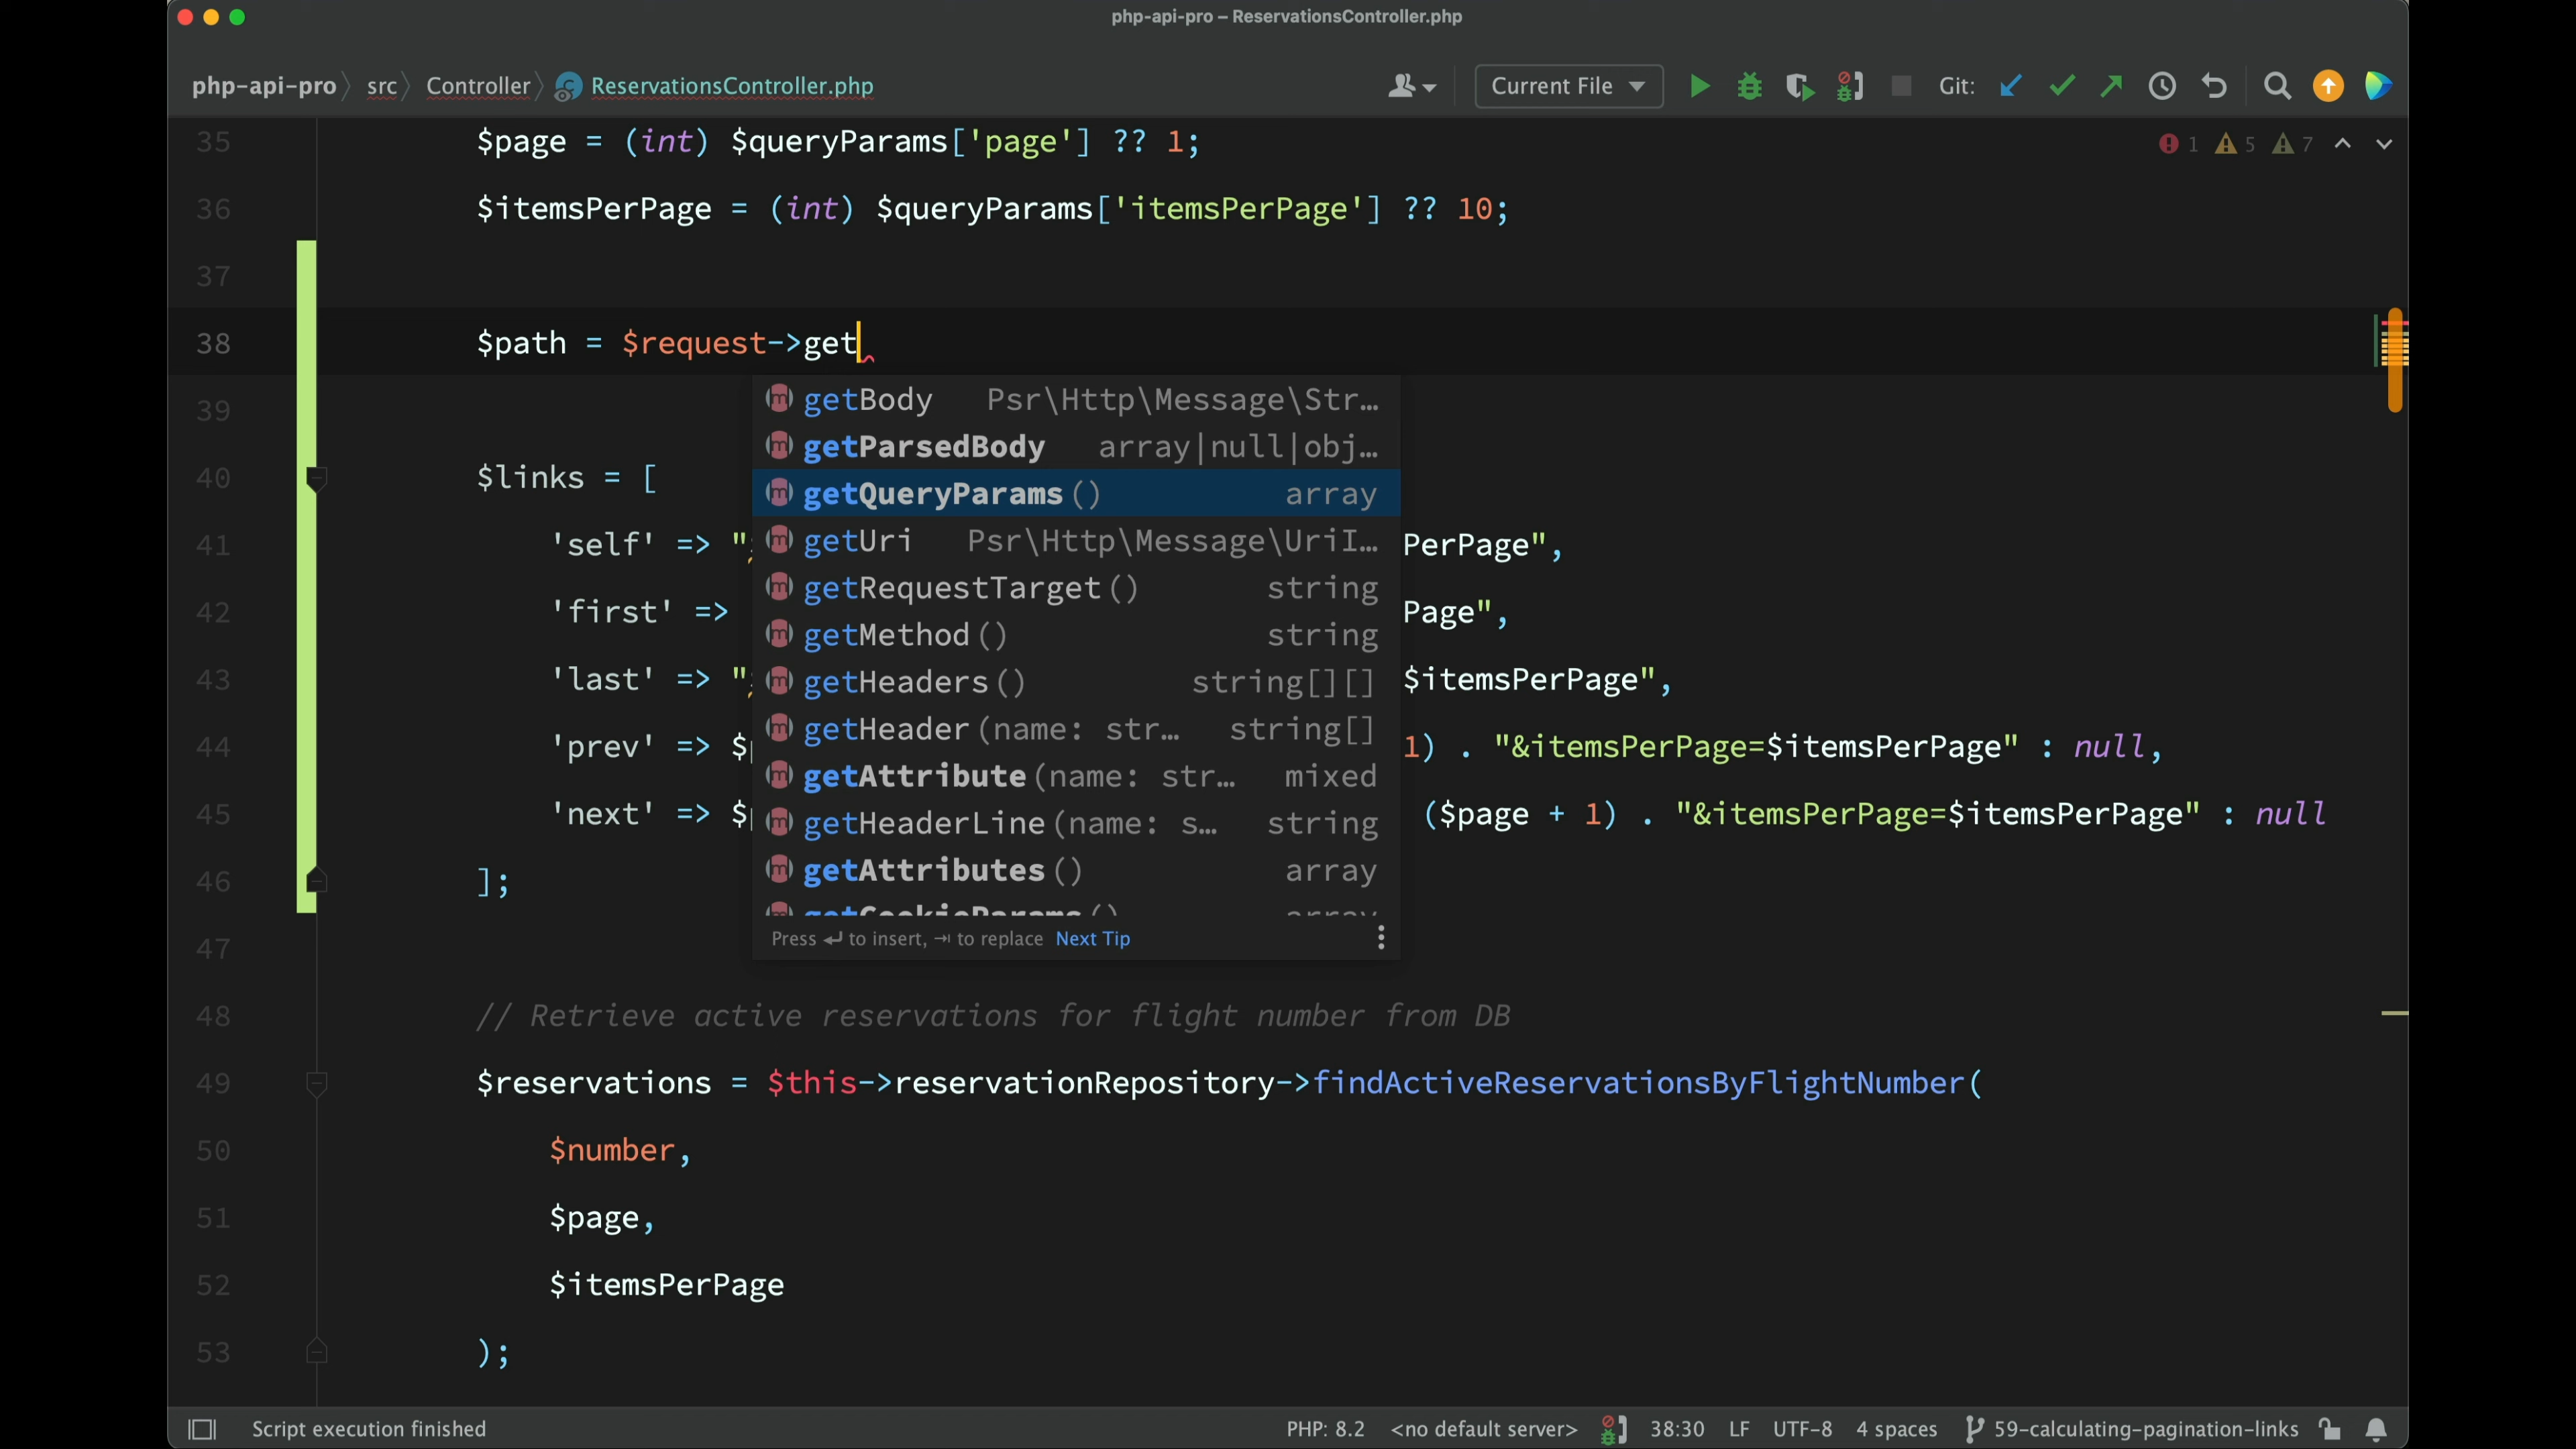 php-api-pro – ReservationsController.php
php-api-pro src Controller ReservationsController.php Current File Git:
35 $page = (int) $queryParams['page'] ?? 1; 1 5 7
36 $itemsPerPage = (int) $queryParams['itemsPerPage'] ?? 10;
37
38 $path = $request->get
39
40 $links = [
41 'self' => " PerPage",
42 'first' => Page",
43 'last' => " $itemsPerPage",
44 'prev' => $ 1) . "&itemsPerPage=$itemsPerPage" : null,
45 'next' => $ ($page + 1) . "&itemsPerPage=$itemsPerPage" : null
46 ];
47
getBody Psr\Http\Message\Str…
getParsedBody array|null|obj…
getQueryParams() array
getUri Psr\Http\Message\UriI…
getRequestTarget() string
getMethod() string
getHeaders() string[][]
getHeader(name: str… string[]
getAttribute(name: str… mixed
getHeaderLine(name: s… string
getAttributes() array
getCookieParams() array
Press ↵ to insert, ⇥ to replace Next Tip
48 // Retrieve active reservations for flight number from DB
49 $reservations = $this->reservationRepository->findActiveReservationsByFlightNumber(
50 $number,
51 $page,
52 $itemsPerPage
53 );
Script execution finished PHP: 8.2 <no default server> 38:30 LF UTF-8 4 spaces 59-calculating-pagination-links